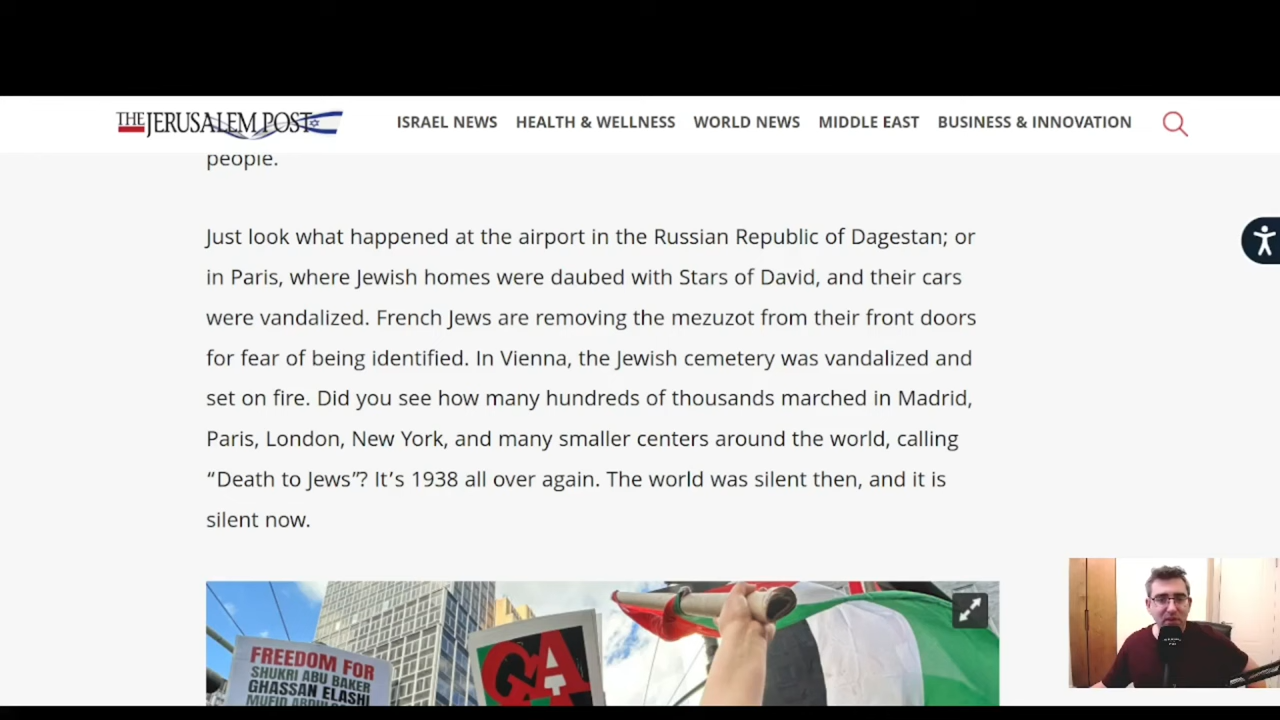 THE JERUSALEM POST
ISRAEL NEWS HEALTH & WELLNESS WORLD NEWS MIDDLE EAST BUSINESS & INNOVATION
people.
Just look what happened at the airport in the Russian Republic of Dagestan; or
in Paris, where Jewish homes were daubed with Stars of David, and their cars
were vandalized. French Jews are removing the mezuzot from their front doors
for fear of being identified. In Vienna, the Jewish cemetery was vandalized and
set on fire. Did you see how many hundreds of thousands marched in Madrid,
Paris, London, New York, and many smaller centers around the world, calling
“Death to Jews”? It’s 1938 all over again. The world was silent then, and it is
silent now.
FREEDOM FOR
SHUKRI ABU BAKER
GHASSAN ELASHI